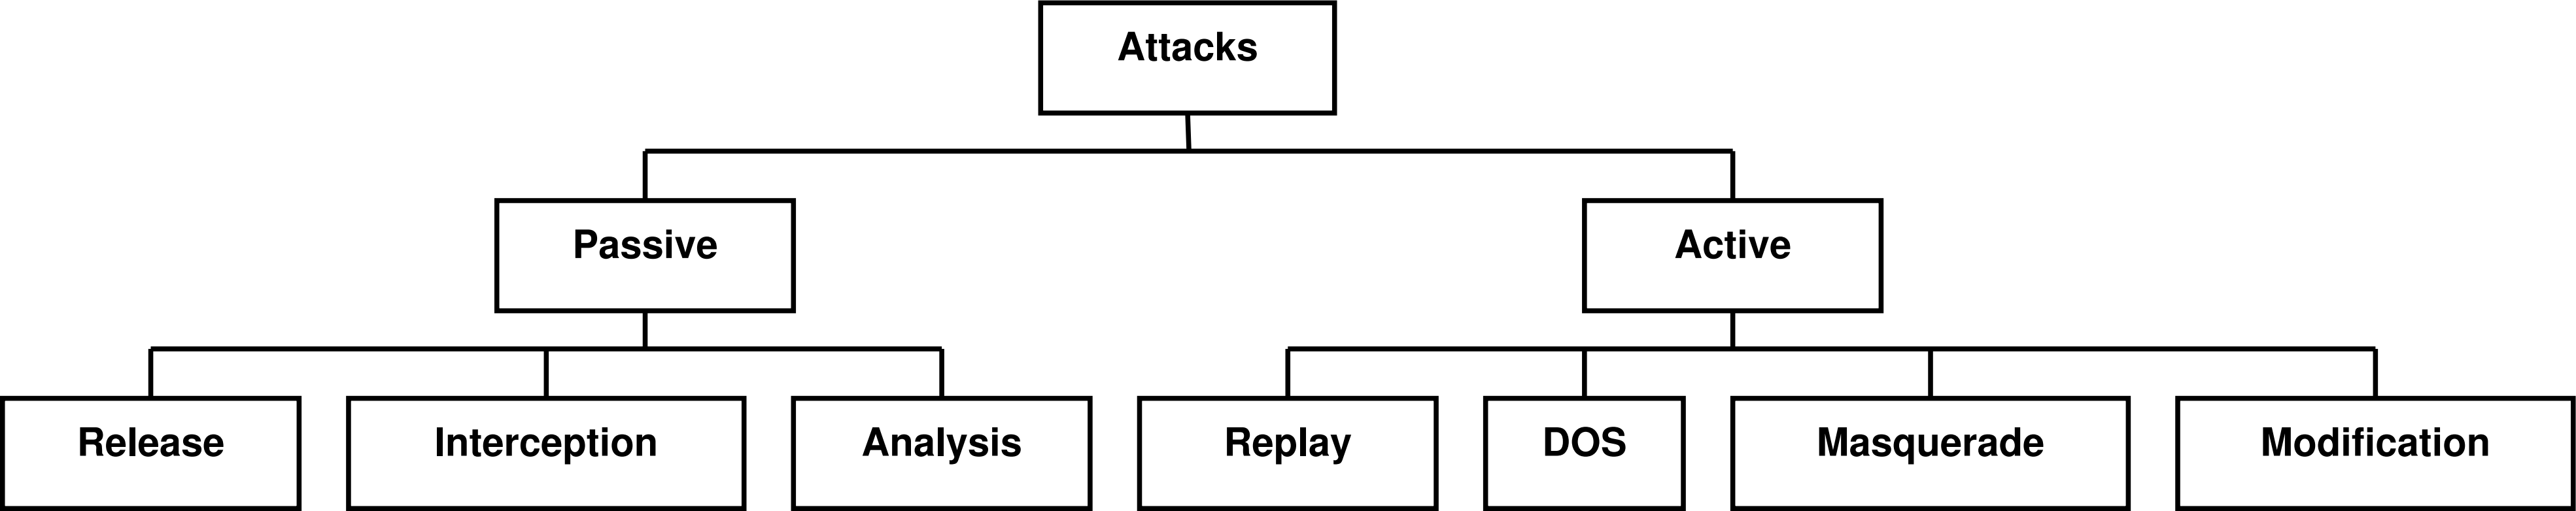 Attacks
Passive
Active
Release
Interception
Analysis
Replay
DOS
Masquerade
Modification